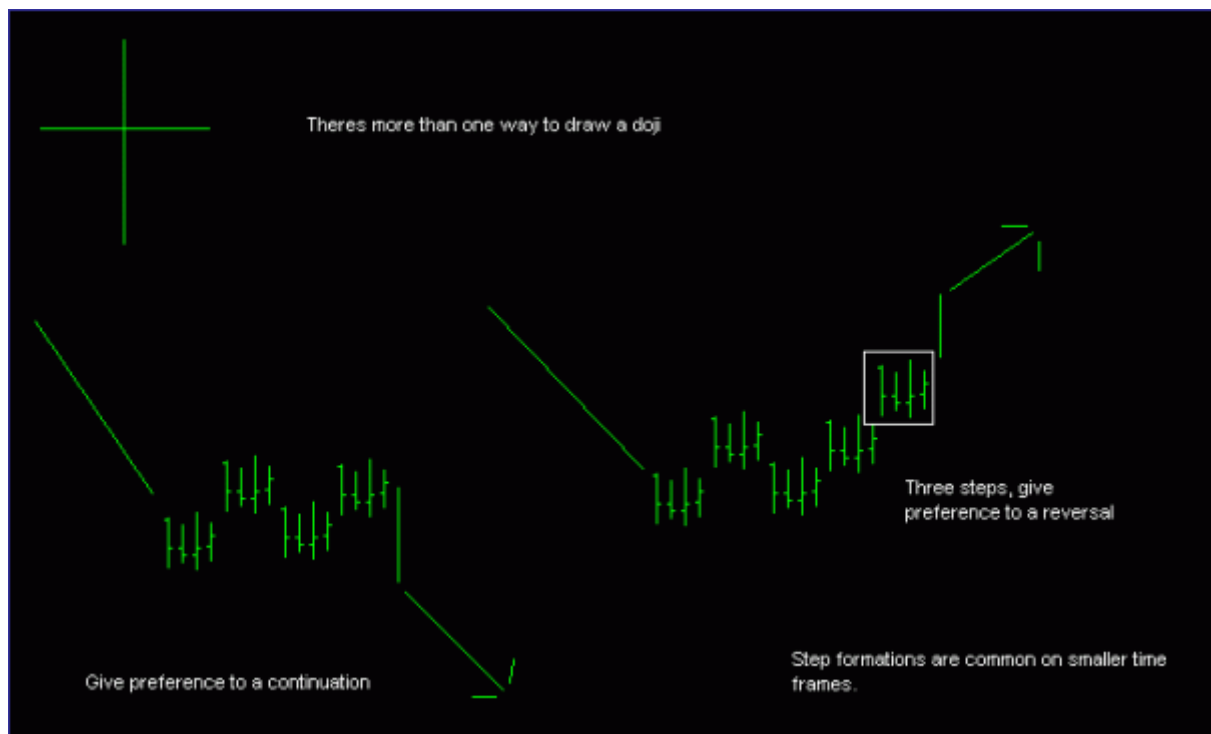 Theres more than one way to draw a doji
Three steps, give
preference to a reversal
Step formations are common on smaller time
frames.
Give preference to a continuation